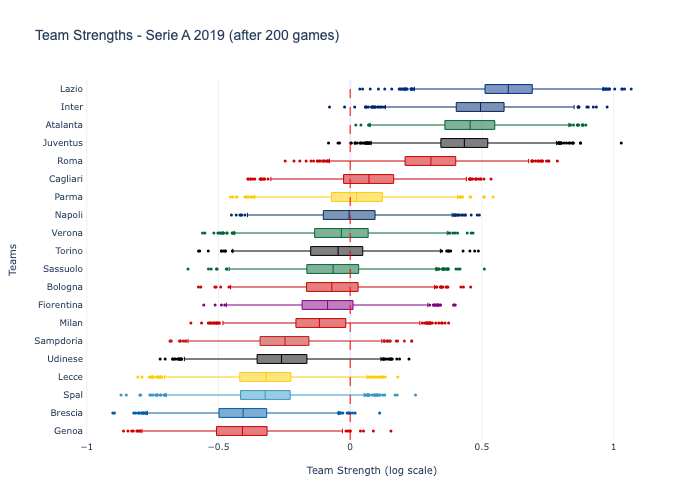 Team Strengths - Serie A 2019 (after 200 games)
Lazio
Inter
Atalanta
Juventus
Roma
Cagliari
Parma
Napoli
Verona
Torino
Sassuolo
Bologna
Fiorentina
Milan
Sampdoria
Udinese
Lecce
Spal
Brescia
Genoa
Teams
−1 −0.5 0 0.5 1
Team Strength (log scale)